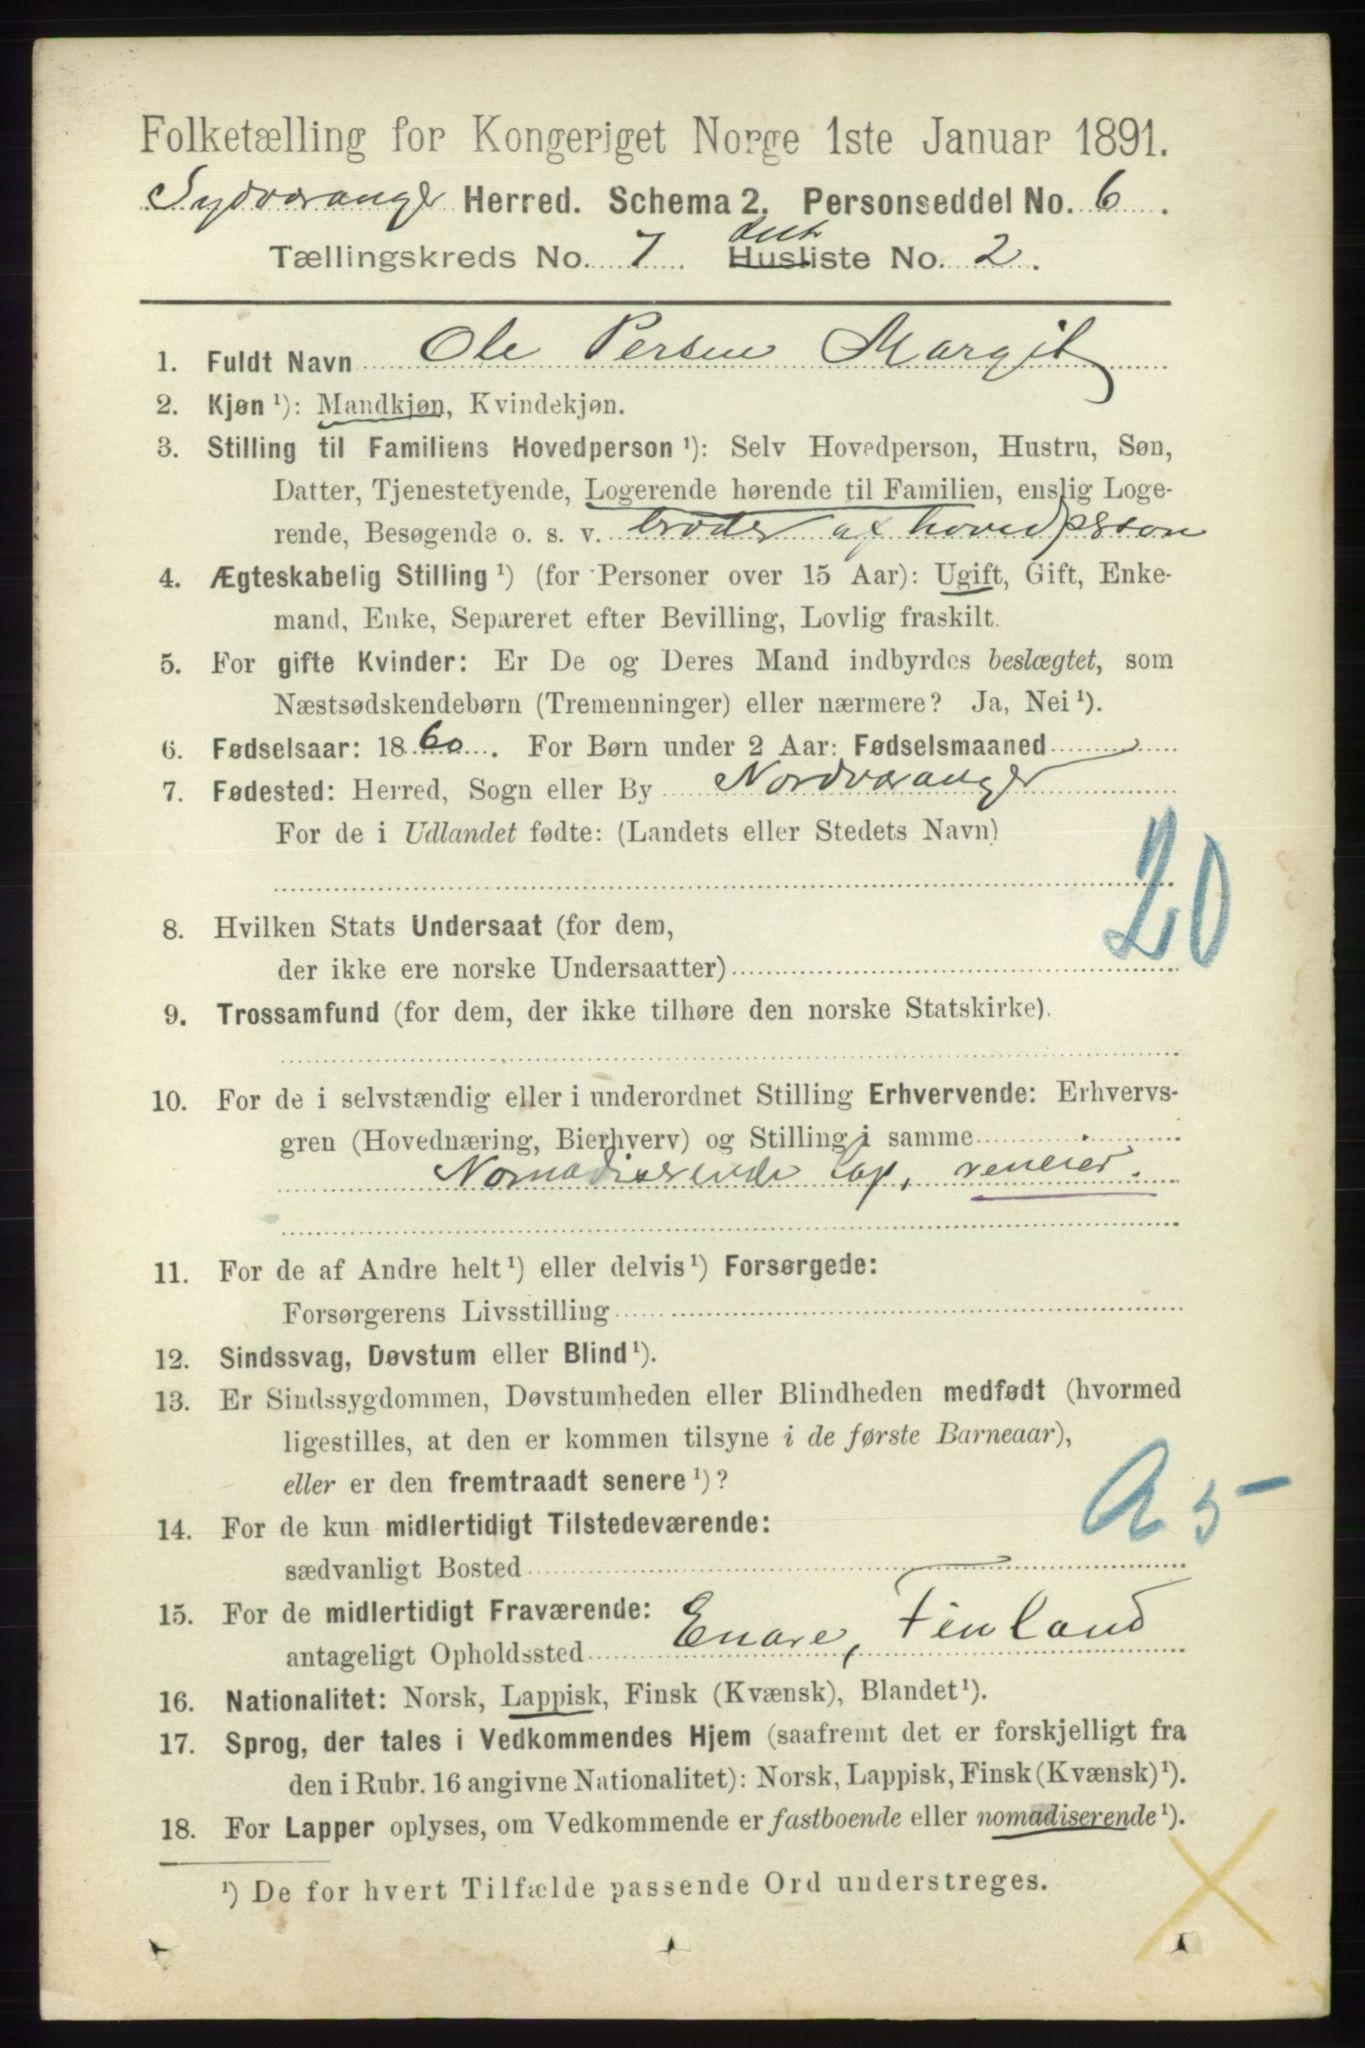 Folketælling for Kongeriget Norge 1ste Januar 1891.
Sydvaranger Herred. Schema 2. Personseddel No. 6.
Tællingskreds No. 7 Husliste No. 2.
1. Fuldt Navn Ole Persen Margit
2. Kjøn ¹): Mandkjøn, Kvindekjøn.
3. Stilling til Familiens Hovedperson ¹): Selv Hovedperson, Hustru, Søn,
Datter, Tjenestetyende, Logerende hørende til Familien, enslig Loge-
rende, Besøgende o. s. v. broder af hovedperson
4. Ægteskabelig Stilling ¹) (for Personer over 15 Aar): Ugift, Gift, Enke-
mand, Enke, Separeret efter Bevilling, Lovlig fraskilt.
5. For gifte Kvinder: Er De og Deres Mand indbyrdes beslægtet, som
Næstsødskendebørn (Tremenninger) eller nærmere? Ja, Nei ¹).
6. Fødselsaar: 1860. For Børn under 2 Aar: Fødselsmaaned
7. Fødested: Herred, Sogn eller By Nordvaranger
For de i Udlandet fødte: (Landets eller Stedets Navn)
20
8. Hvilken Stats Undersaat (for dem,
der ikke ere norske Undersaatter)
9. Trossamfund (for dem, der ikke tilhøre den norske Statskirke).
10. For de i selvstændig eller i underordnet Stilling Erhvervende: Erhvervs-
gren (Hovednæring, Bierhverv) og Stilling i samme
Nomadiserende Lap, reneier.
11. For de af Andre helt ¹) eller delvis ¹) Forsørgede:
Forsørgerens Livsstilling
12. Sindssvag, Døvstum eller Blind ¹).
13. Er Sindssygdommen, Døvstumheden eller Blindheden medfødt (hvormed
ligestilles, at den er kommen tilsyne i de første Barneaar),
eller er den fremtraadt senere ¹)?
A 5
14. For de kun midlertidigt Tilstedeværende:
sædvanligt Bosted
15. For de midlertidigt Fraværende:
antageligt Opholdssted Enare, Finland
16. Nationalitet: Norsk, Lappisk, Finsk (Kvænsk), Blandet ¹).
17. Sprog, der tales i Vedkommendes Hjem (saafremt det er forskjelligt fra
den i Rubr. 16 angivne Nationalitet): Norsk, Lappisk, Finsk (Kvænsk) ¹).
18. For Lapper oplyses, om Vedkommende er fastboende eller nomadiserende ¹).
¹) De for hvert Tilfælde passende Ord understreges.